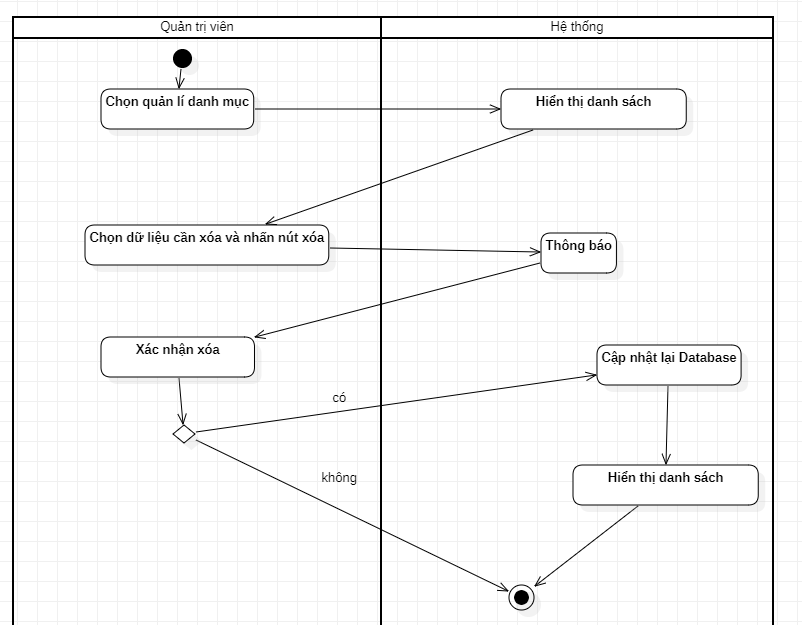 Quản trị viên
Hệ thống
Chọn quản lí danh mục
Hiển thị danh sách
Chọn dữ liệu cần xóa và nhấn nút xóa
Thông báo
Xác nhận xóa
Cập nhật lại Database
có
không
Hiển thị danh sách